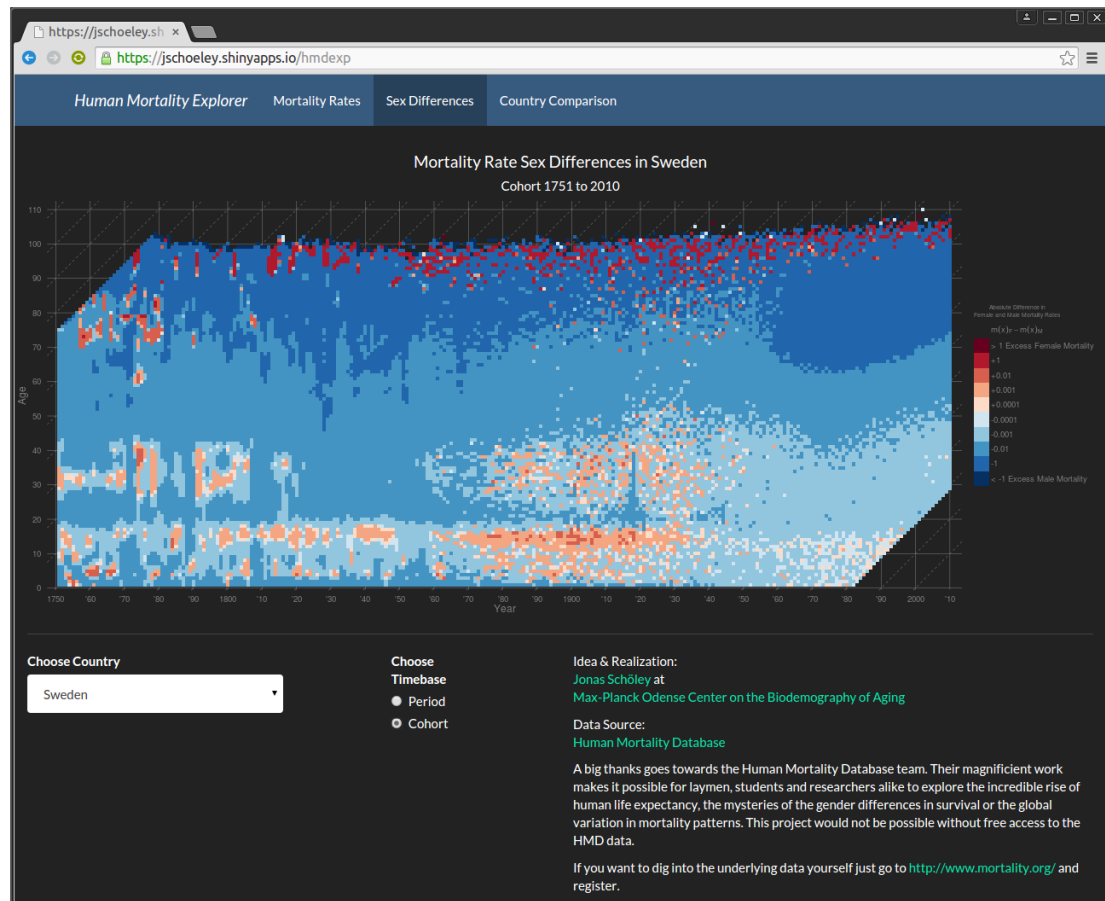 https://jschoeley.sh
https://jschoeley.shinyapps.io/hmdexp
Human Mortality Explorer Mortality Rates Sex Differences Country Comparison
Mortality Rate Sex Differences in Sweden
Cohort 1751 to 2010
110
100
90
80
70
60
50
40
30
20
10
0
Age
1750 '60 '70 '80 '90 1800 '10 '20 '30 '40 '50 '60 '70 '80 '90 1900 '10 '20 '30 '40 '50 '60 '70 '80 '90 2000 '10
Year
Absolute Difference in
Female and Male Mortality Rates
m(x)F − m(x)M
> 1 Excess Female Mortality
+1
+0.01
+0.001
+0.0001
-0.0001
-0.001
-0.01
-1
< -1 Excess Male Mortality
Choose Country
Sweden
Choose
Timebase
Period
Cohort
Idea & Realization:
Jonas Schöley at
Max-Planck Odense Center on the Biodemography of Aging
Data Source:
Human Mortality Database
A big thanks goes towards the Human Mortality Database team. Their magnificient work
makes it possible for laymen, students and researchers alike to explore the incredible rise of
human life expectancy, the mysteries of the gender differences in survival or the global
variation in mortality patterns. This project would not be possible without free access to the
HMD data.
If you want to dig into the underlying data yourself just go to http://www.mortality.org/ and
register.